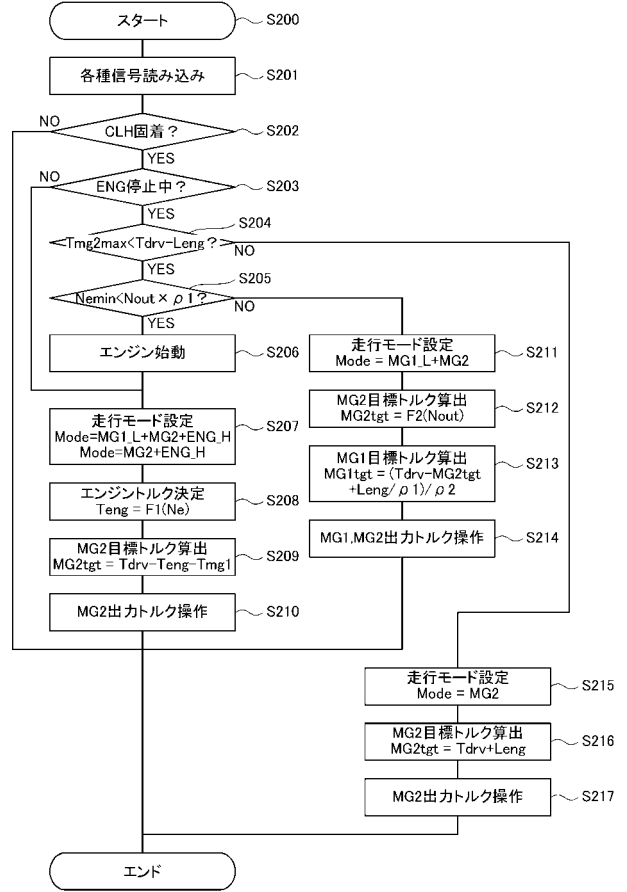 スタート
S200
各種信号読み込み
S201
NO
CLH固着？
S202
YES
NO
ENG停止中？
S203
YES
S204
Tmg2max<Tdrv-Leng？
NO
YES
S205
Nemin<Nout×ρ1？
NO
YES
エンジン始動
S206
走行モード設定
Mode=MG1_L+MG2+ENG_H
Mode=MG2+ENG_H
S207
エンジントルク決定
Teng = F1(Ne)
S208
MG2目標トルク算出
MG2tgt = Tdrv-Teng-Tmg1
S209
MG2出力トルク操作
S210
走行モード設定
Mode = MG1_L+MG2
S211
MG2目標トルク算出
MG2tgt = F2(Nout)
S212
MG1目標トルク算出
MG1tgt = (Tdrv-MG2tgt
+Leng/ρ1)/ρ2
S213
MG1,MG2出力トルク操作
S214
走行モード設定
Mode = MG2
S215
MG2目標トルク算出
MG2tgt = Tdrv+Leng
S216
MG2出力トルク操作
S217
エンド